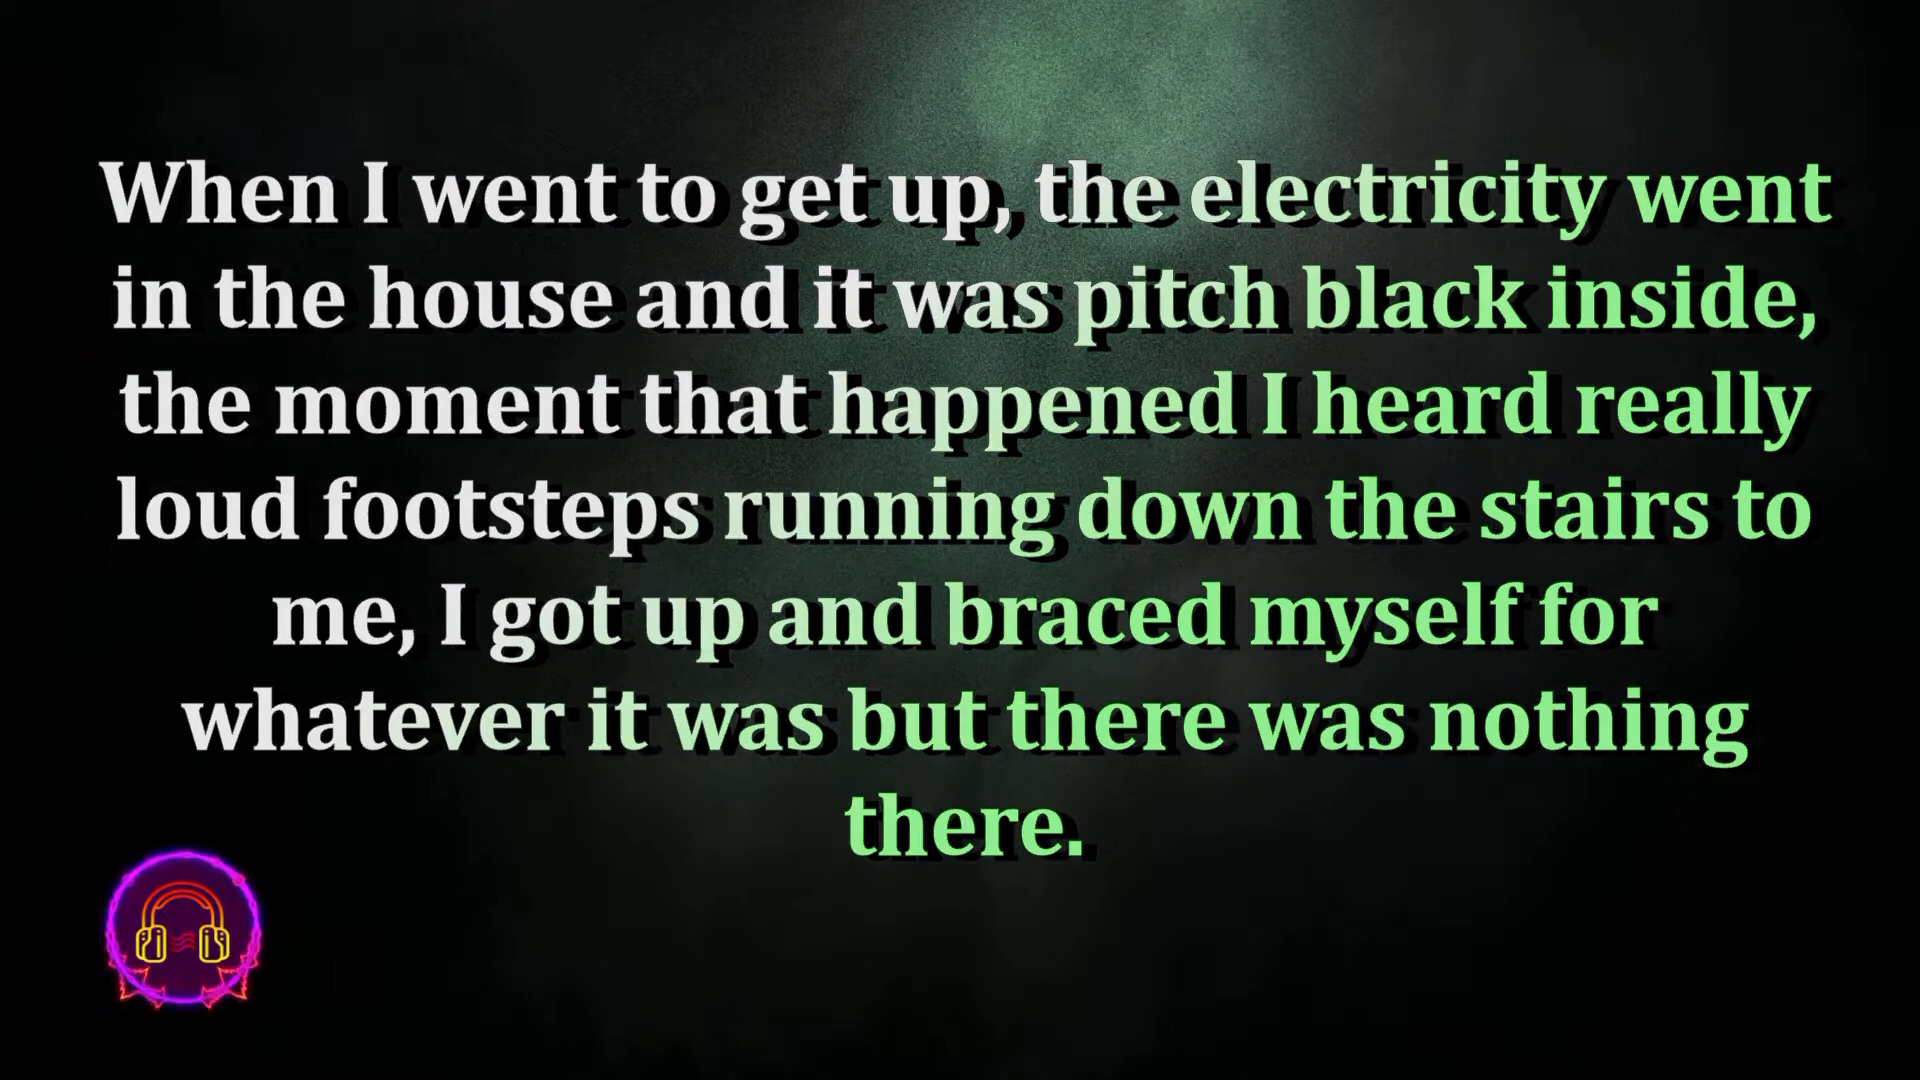 When I went to get up, the electricity went
in the house and it was pitch black inside,
the moment that happened I heard really
loud footsteps running down the stairs to
me, I got up and braced myself for
whatever it was but there was nothing
there.